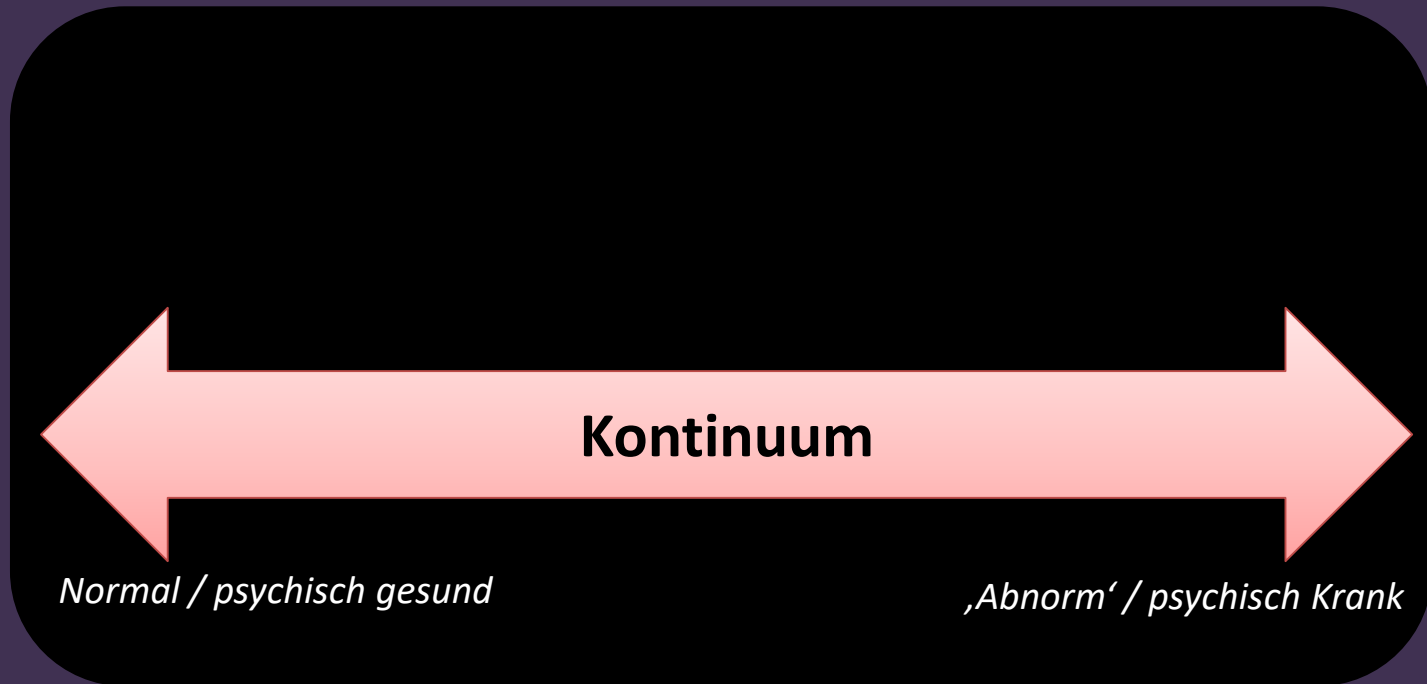 Kontinuum
Normal / psychisch gesund
‚Abnorm‘ / psychisch Krank